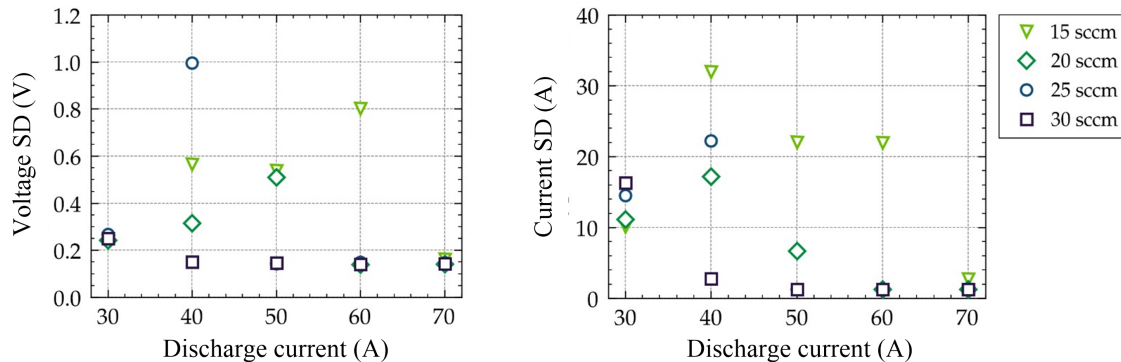 Voltage SD (V)
1.2
1.0
0.8
0.6
0.4
0.2
0.0
30 40 50 60 70
Discharge current (A)
Current SD (A)
40
30
20
10
0
30 40 50 60 70
Discharge current (A)
15 sccm
20 sccm
25 sccm
30 sccm